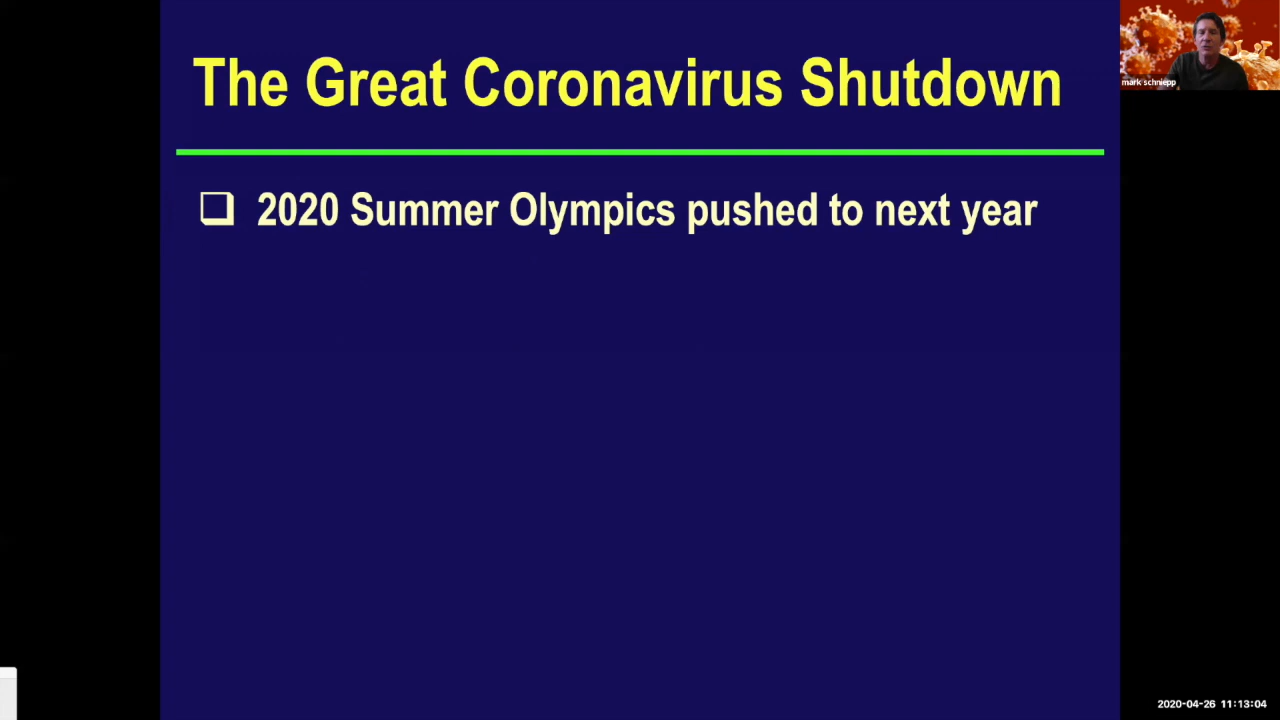 The Great Coronavirus Shutdown
mark schniepp
2020 Summer Olympics pushed to next year
2020-04-26 11:13:04